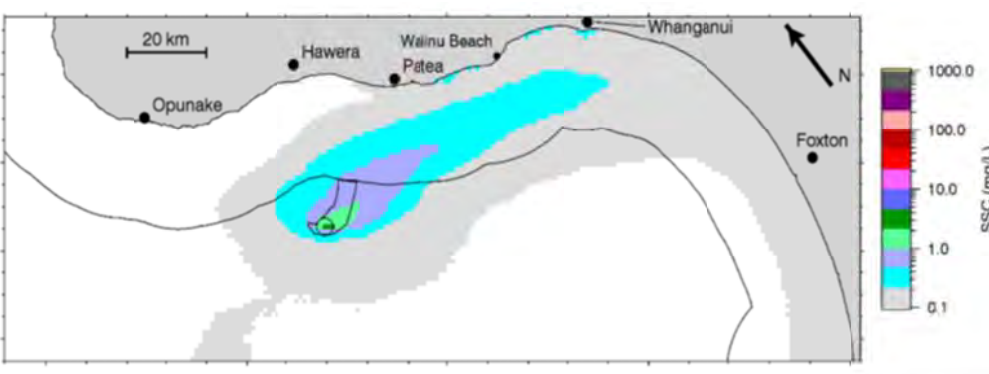 Whanganui
20 km
Wainu Beach
Hawera
N
Patea
1000.0
Opunake
100.0
Foxton
10.0
SSC (mg/L)
1.0
0.1